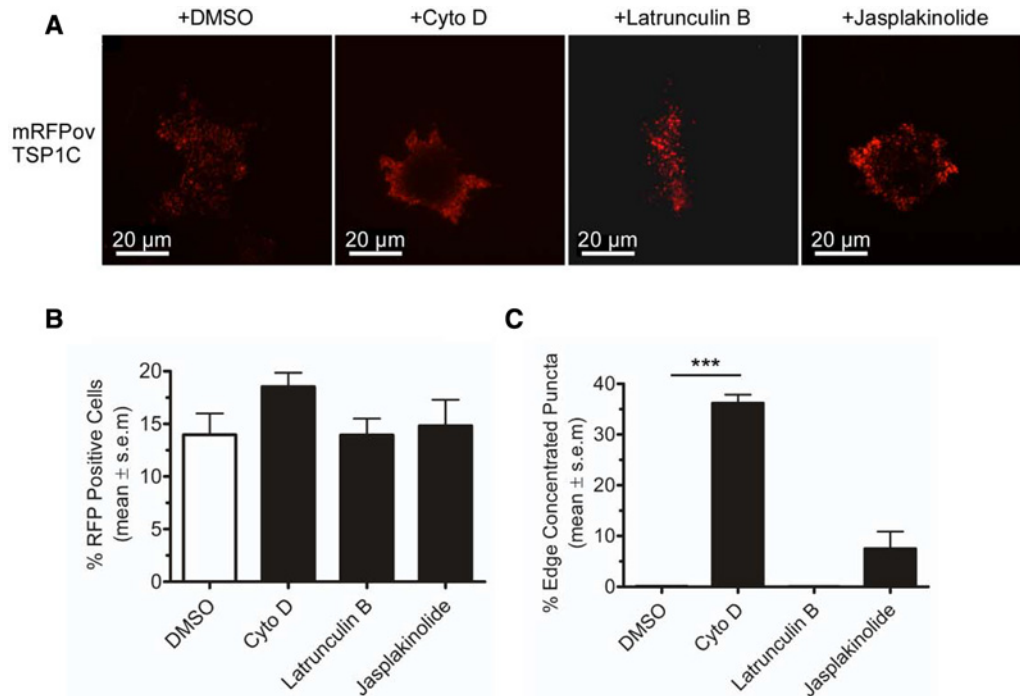 A
+DMSO
+Cyto D
+Latrunculin B
+Jasplakinolide
mRFPov
TSP1C
20 µm
20 µm
20 µm
20 µm
B
% RFP Positive Cells
(mean ± s.e.m)
20
15
10
5
0
DMSO
Cyto D
Latrunculin B
Jasplakinolide
C
% Edge Concentrated Puncta
(mean ± s.e.m)
***
40
30
20
10
0
DMSO
Cyto D
Latrunculin B
Jasplakinolide